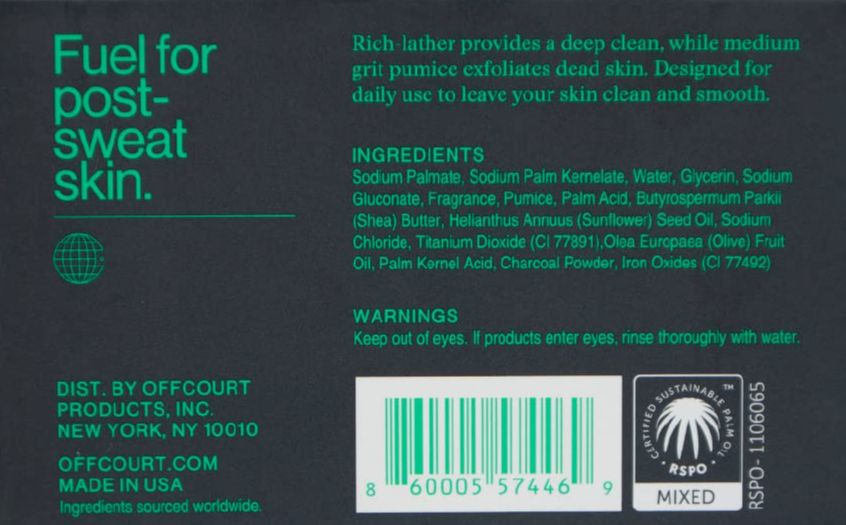 Fuel for
post-
sweat
skin.
Rich-lather provides a deep clean, while medium
grit pumice exfoliates dead skin. Designed for
daily use to leave your skin clean and smooth.
INGREDIENTS
Sodium Palmate, Sodium Palm Kernelate, Water, Glycerin, Sodium
Gluconate, Fragrance, Pumice, Palm Acid, Butyrospermum Parkii
(Shea) Butter, Helianthus Annuus (Sunflower) Seed Oil, Sodium
Chloride, Titanium Dioxide (CI 77891),Olea Europaea (Olive) Fruit
Oil, Palm Kernel Acid, Charcoal Powder, Iron Oxides (CI 77492)
WARNINGS
Keep out of eyes. If products enter eyes, rinse thoroughly with water.
DIST. BY OFFCOURT
PRODUCTS, INC.
NEW YORK, NY 10010
OFFCOURT.COM
MADE IN USA
Ingredients sourced worldwide.
8 60005 57446 9
CERTIFIED SUSTAINABLE PALM OIL TM
RSPO
MIXED
RSPO - 1106065